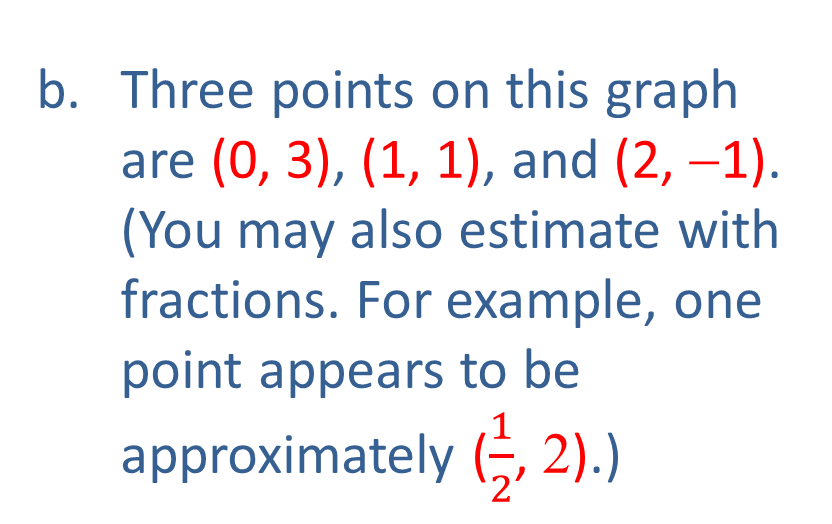 b. Three points on this graph
are (0, 3), (1, 1), and (2, −1).
(You may also estimate with
fractions. For example, one
point appears to be
approximately (1/2, 2).)